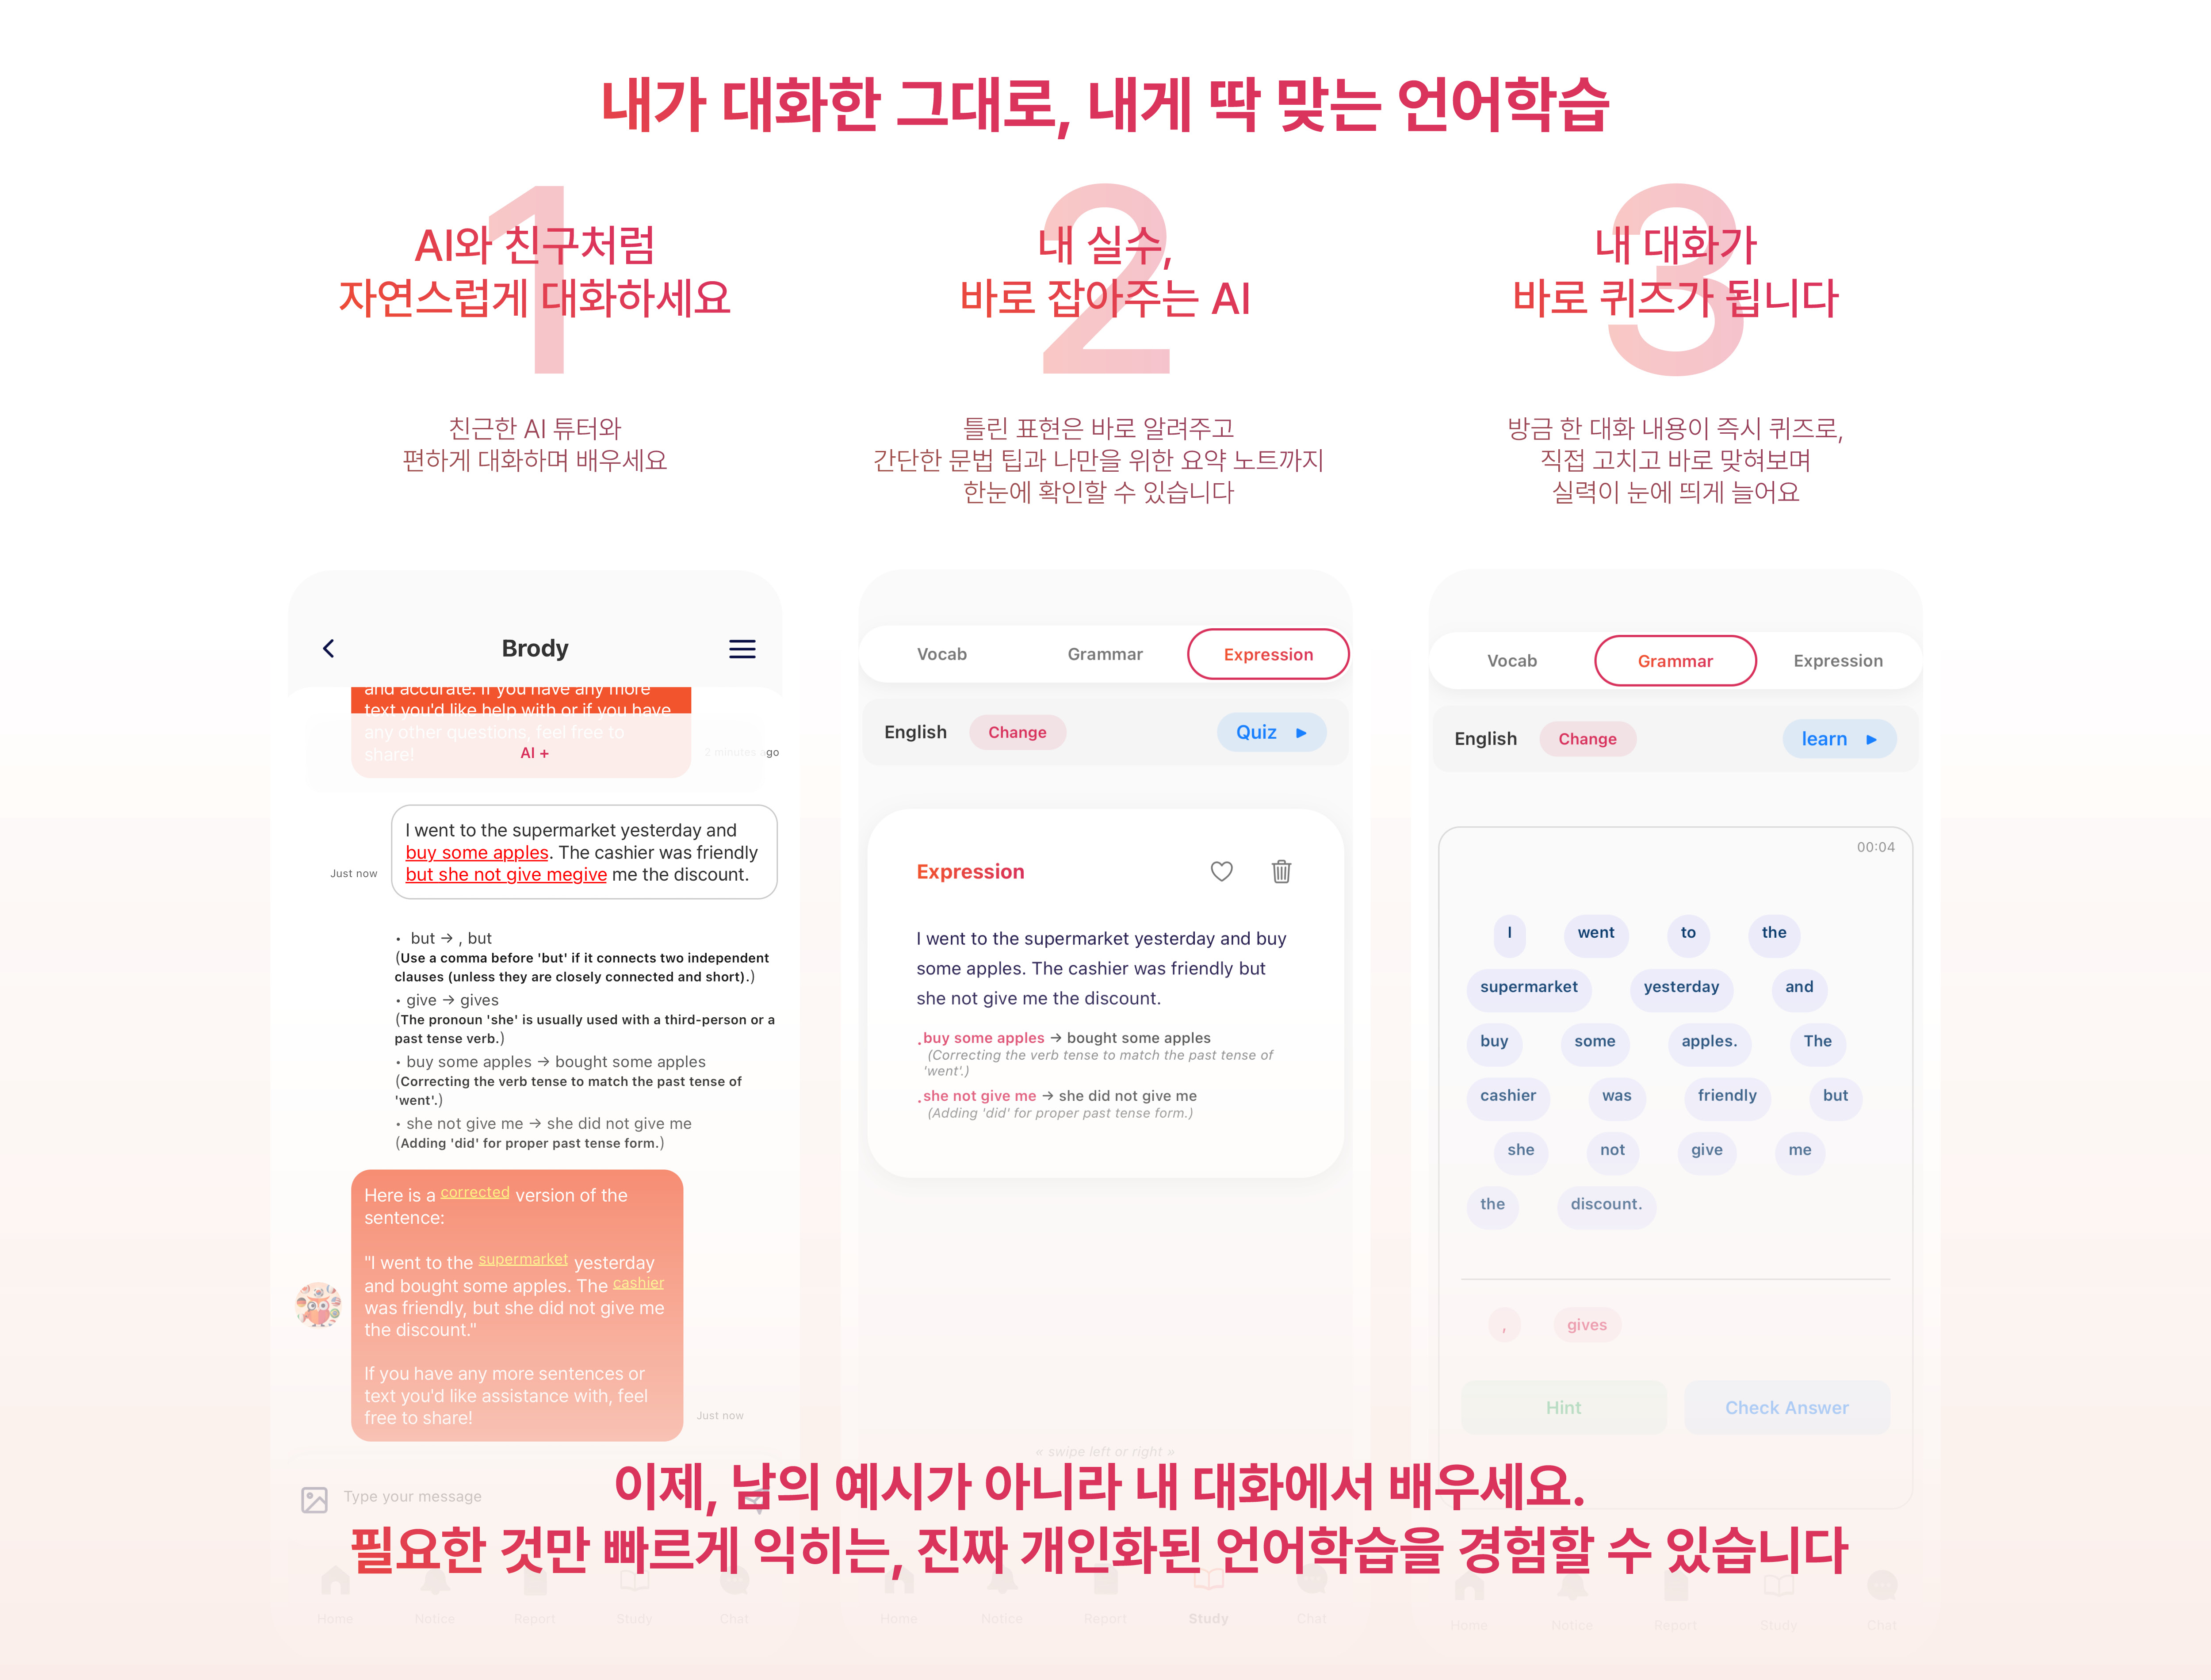 내가 대화한 그대로, 내게 딱 맞는 언어학습
1
AI와 친구처럼
자연스럽게 대화하세요
친근한 AI 튜터와
편하게 대화하며 배우세요
2
내 실수,
바로 잡아주는 AI
틀린 표현은 바로 알려주고
간단한 문법 팁과 나만을 위한 요약 노트까지
한눈에 확인할 수 있습니다
3
내 대화가
바로 퀴즈가 됩니다
방금 한 대화 내용이 즉시 퀴즈로,
직접 고치고 바로 맞혀보며
실력이 눈에 띄게 늘어요
Brody
and accurate. If you have any more
text you'd like help with or if you have
any other questions, feel free to
share!
AI +
2 minutes ago
I went to the supermarket yesterday and
buy some apples. The cashier was friendly
but she not give megive me the discount.
Just now
• but → , but
(Use a comma before 'but' if it connects two independent
clauses (unless they are closely connected and short).)
• give → gives
(The pronoun 'she' is usually used with a third-person or a
past tense verb.)
• buy some apples → bought some apples
(Correcting the verb tense to match the past tense of
'went'.)
• she not give me → she did not give me
(Adding 'did' for proper past tense form.)
Here is a corrected version of the
sentence:
"I went to the supermarket yesterday
and bought some apples. The cashier
was friendly, but she did not give me
the discount."
If you have any more sentences or
text you'd like assistance with, feel
free to share!
Just now
Type your message
Home Notice Report Study Chat
Vocab Grammar Expression
English Change Quiz
Expression
I went to the supermarket yesterday and buy
some apples. The cashier was friendly but
she not give me the discount.
. buy some apples → bought some apples
(Correcting the verb tense to match the past tense of
'went'.)
. she not give me → she did not give me
(Adding 'did' for proper past tense form.)
« swipe left or right »
Home Notice Report Study Chat
Vocab Grammar Expression
English Change learn
00:04
I went to the
supermarket yesterday and
buy some apples. The
cashier was friendly but
she not give me
the discount.
, gives
Hint Check Answer
Home Notice Report Study Chat
이제, 남의 예시가 아니라 내 대화에서 배우세요.
필요한 것만 빠르게 익히는, 진짜 개인화된 언어학습을 경험할 수 있습니다